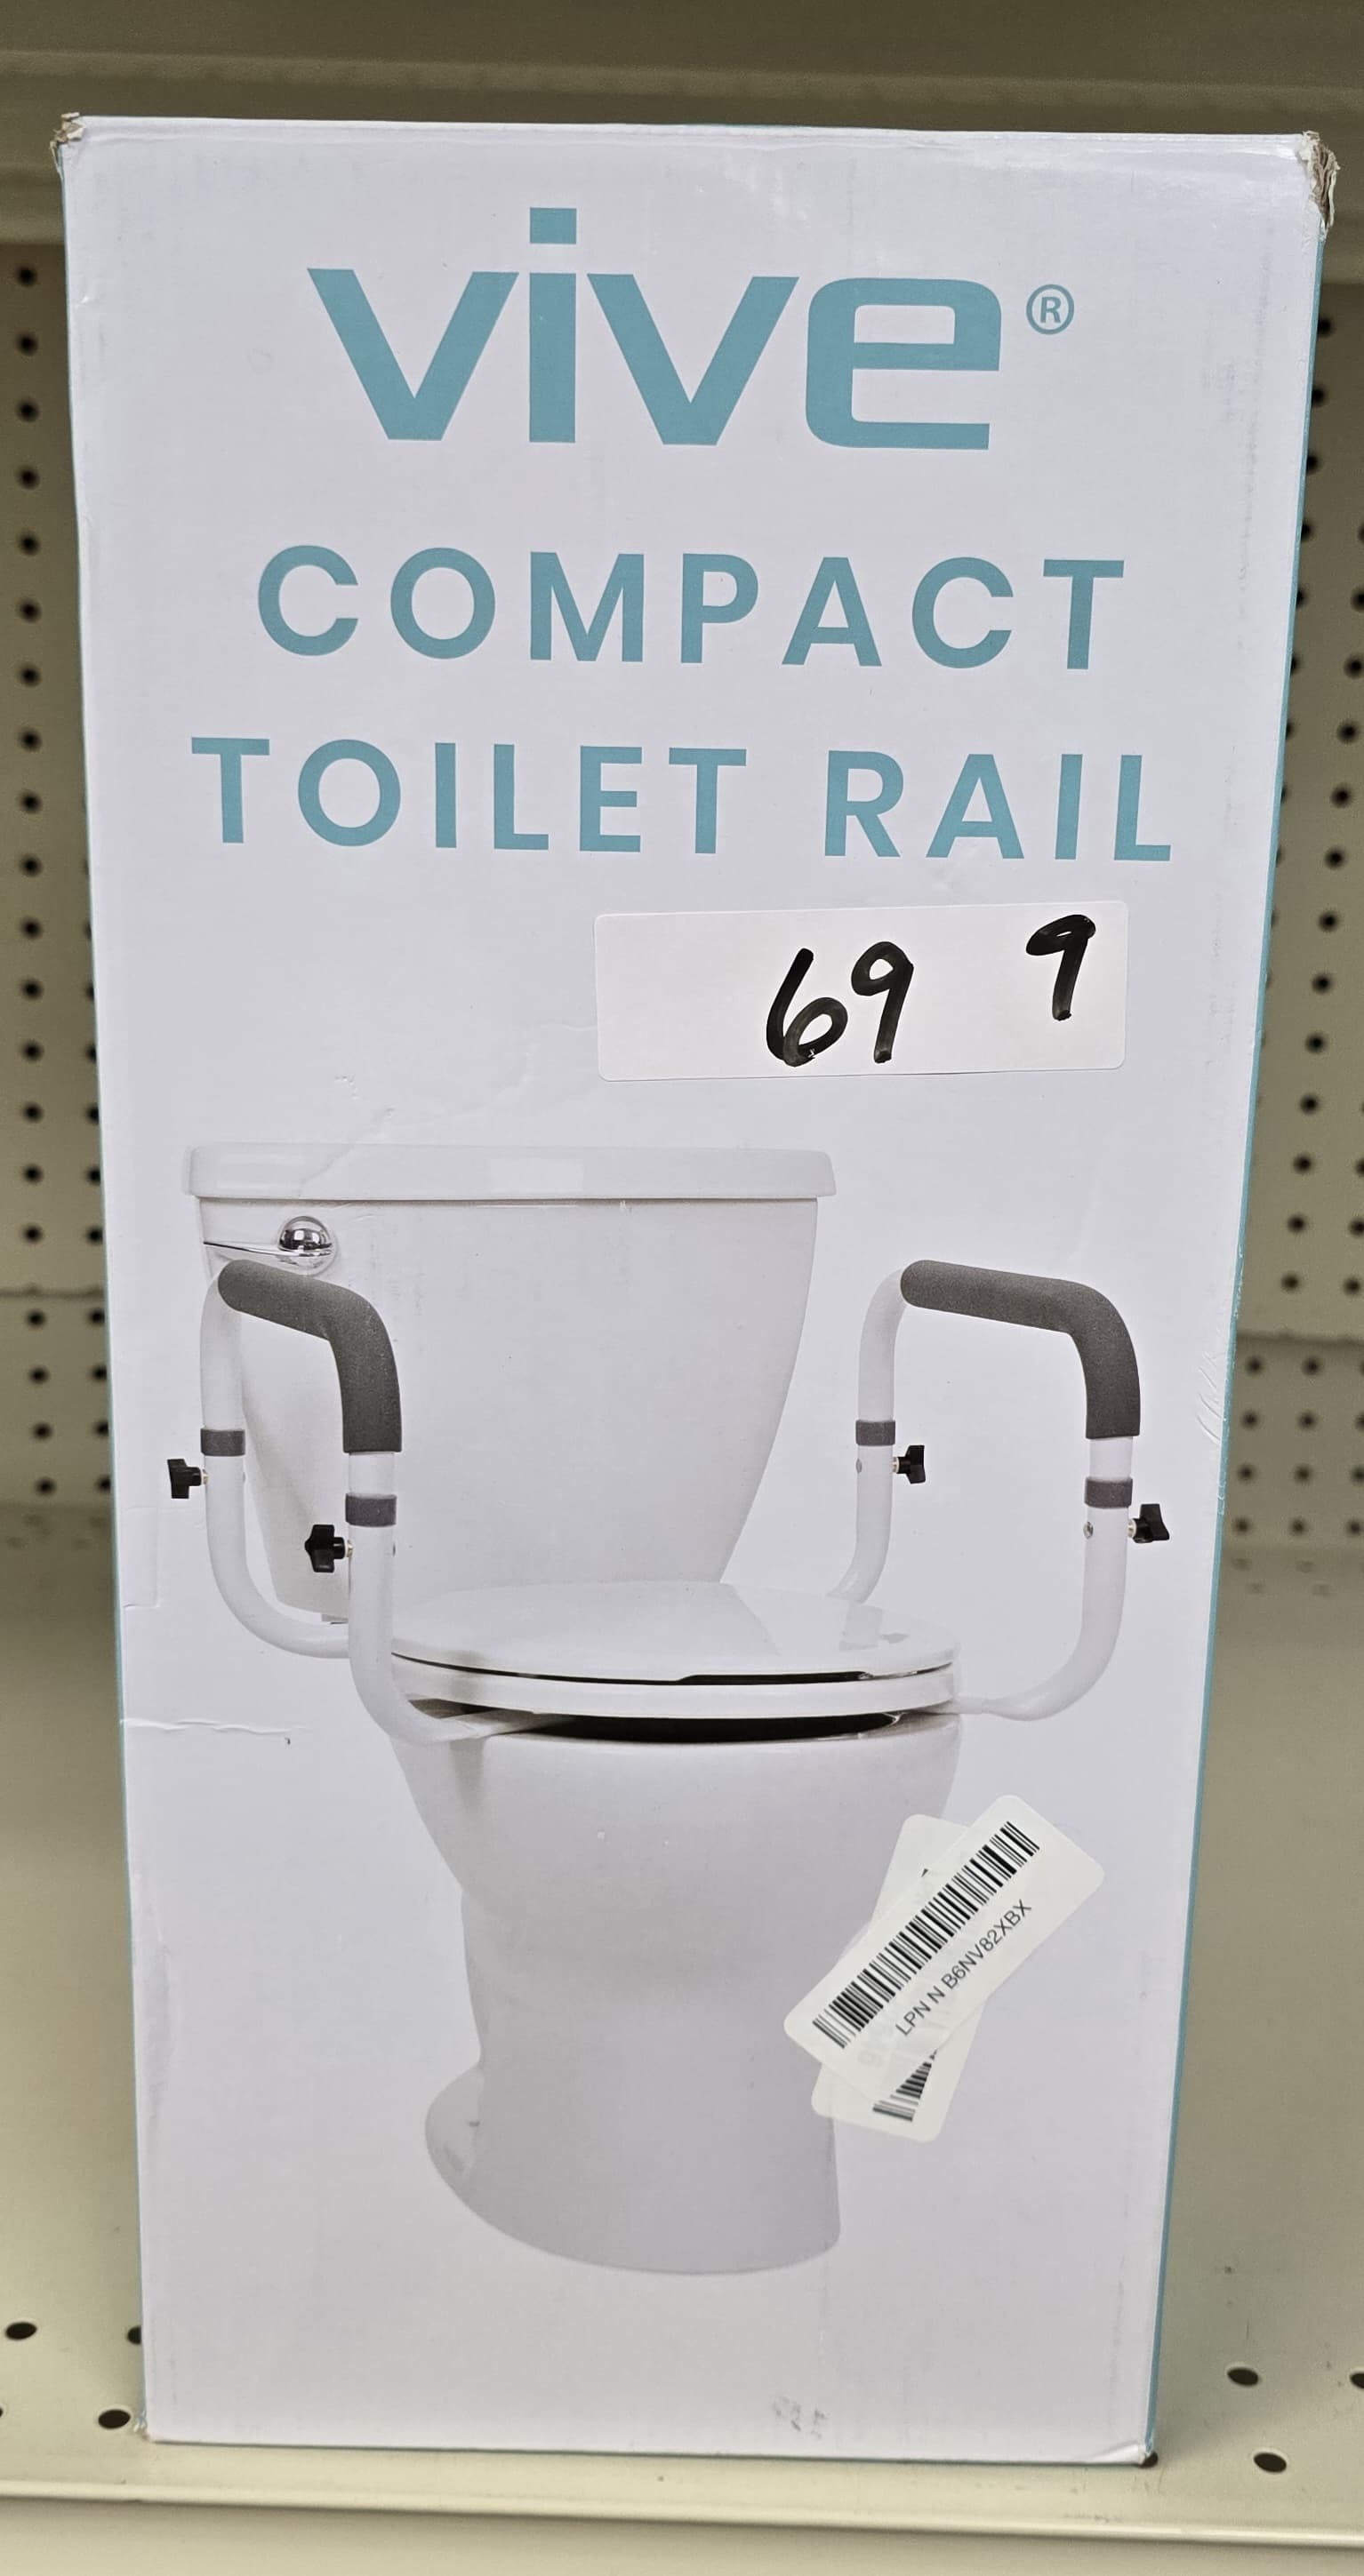 vive®
COMPACT
TOILET RAIL
69 9
LPN N B6NV82XBX